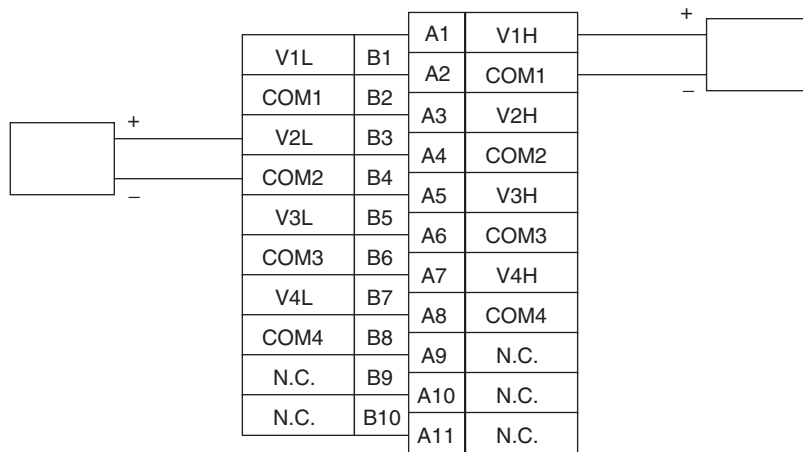 +
A1 V1H
V1L B1
A2 COM1
−
COM1 B2
A3 V2H
+
V2L B3
A4 COM2
COM2 B4
−
A5 V3H
V3L B5
A6 COM3
COM3 B6
A7 V4H
V4L B7
A8 COM4
COM4 B8
A9 N.C.
N.C. B9
A10 N.C.
N.C. B10
A11 N.C.